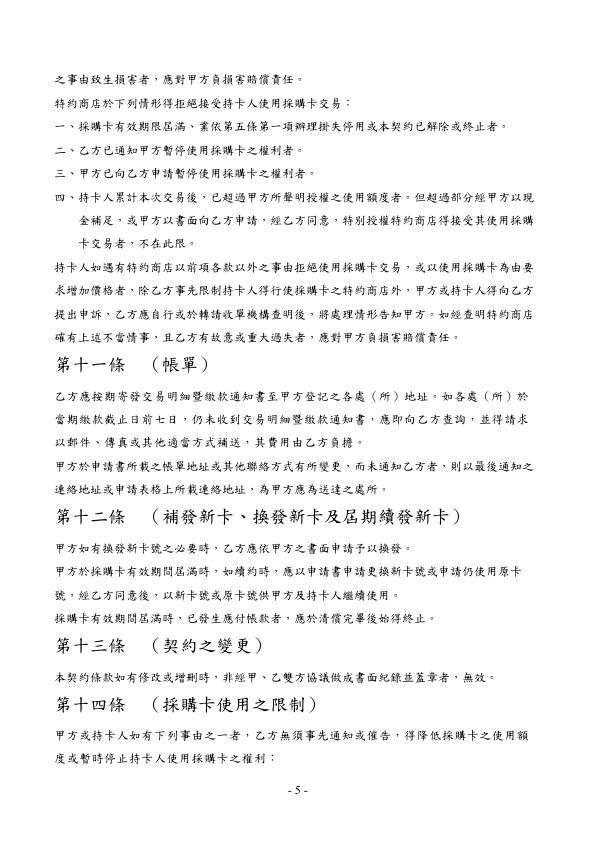 之事由致生損害者，應對甲方負損害賠償責任。
特約商店於下列情形得拒絕接受持卡人使用採購卡交易：
一、採購卡有效期限屆滿、業依第五條第一項辦理掛失停用或本契約已解除或終止者。
二、乙方已通知甲方暫停使用採購卡之權利者。
三、甲方已向乙方申請暫停使用採購卡之權利者。
四、持卡人累計本次交易後，已超過甲方所聲明授權之使用額度者。但超過部分經甲方以現
金補足，或甲方以書面向乙方申請，經乙方同意，特別授權特約商店得接受其使用採購
卡交易者，不在此限。
持卡人如遇有特約商店以前項各款以外之事由拒絕使用採購卡交易，或以使用採購卡為由要
求增加價格者，除乙方事先限制持卡人得行使採購卡之特約商店外，甲方或持卡人得向乙方
提出申訴，乙方應自行或於轉請收單機構查明後，將處理情形告知甲方。如經查明特約商店
確有上述不當情事，且乙方有故意或重大過失者，應對甲方負損害賠償責任。
第十一條　（帳單）
乙方應按期寄發交易明細暨繳款通知書至甲方登記之各處（所）地址。如各處（所）於
當期繳款截止日前七日，仍未收到交易明細暨繳款通知書，應即向乙方查詢，並得請求
以郵件、傳真或其他適當方式補送，其費用由乙方負擔。
甲方於申請書所載之帳單地址或其他聯絡方式有所變更，而未通知乙方者，則以最後通知之
連絡地址或申請表格上所載連絡地址，為甲方應為送達之處所。
第十二條　（補發新卡、換發新卡及屆期續發新卡）
甲方如有換發新卡號之必要時，乙方應依甲方之書面申請予以換發。
甲方於採購卡有效期間屆滿時，如續約時，應以申請書申請更換新卡號或申請仍使用原卡
號，經乙方同意後，以新卡號或原卡號供甲方及持卡人繼續使用。
採購卡有效期間屆滿時，已發生應付帳款者，應於清償完畢後始得終止。
第十三條　（契約之變更）
本契約條款如有修改或增刪時，非經甲、乙雙方協議做成書面紀錄並蓋章者，無效。
第十四條　（採購卡使用之限制）
甲方或持卡人如有下列事由之一者，乙方無須事先通知或催告，得降低採購卡之使用額
度或暫時停止持卡人使用採購卡之權利：
- 5 -